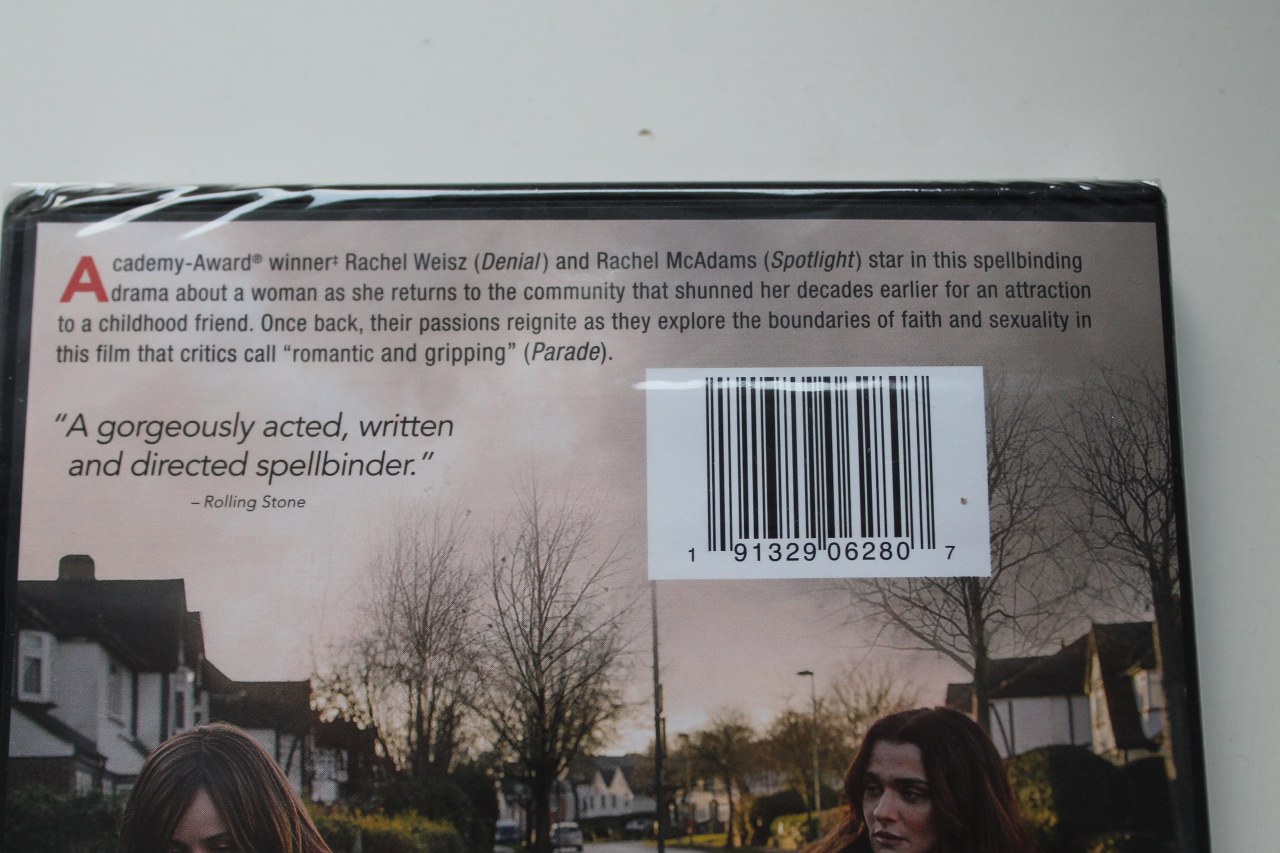 Academy-Award® winner‡ Rachel Weisz (Denial) and Rachel McAdams (Spotlight) star in this spellbinding
drama about a woman as she returns to the community that shunned her decades earlier for an attraction
to a childhood friend. Once back, their passions reignite as they explore the boundaries of faith and sexuality in
this film that critics call “romantic and gripping” (Parade).
“A gorgeously acted, written
and directed spellbinder.”
– Rolling Stone
1 91329 06280 7